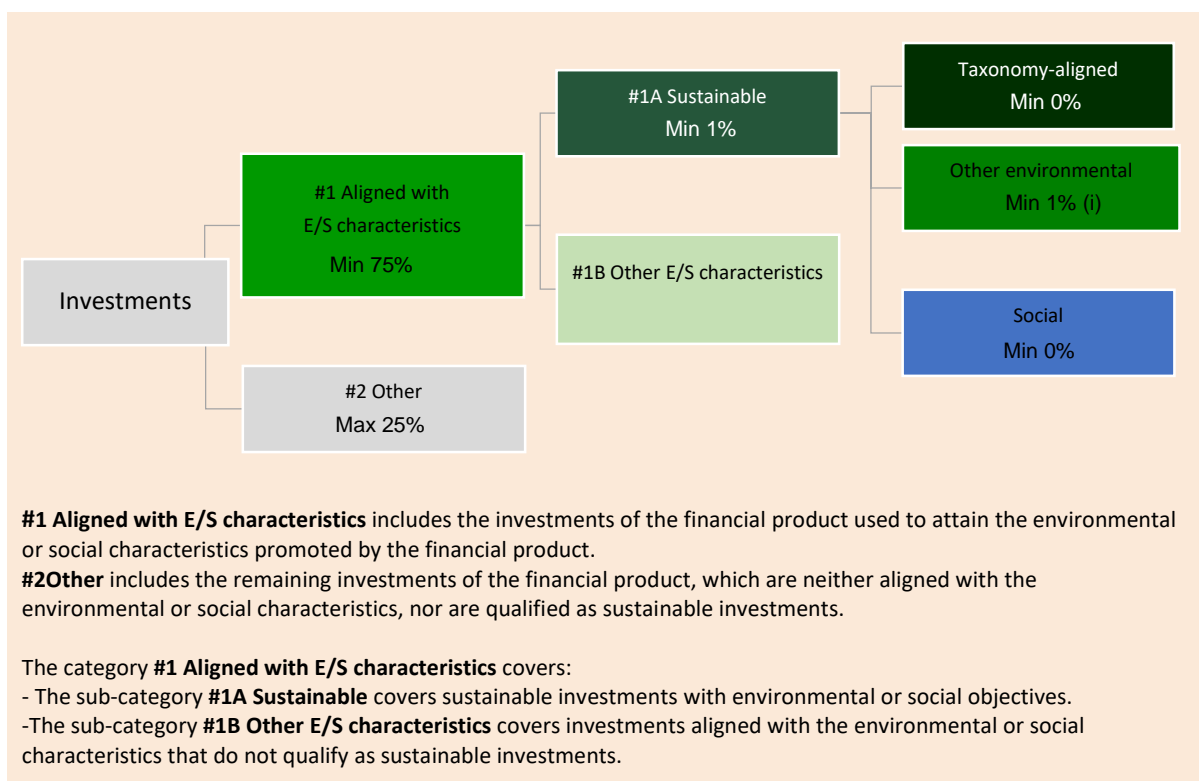 Investments
#1 Aligned with
E/S characteristics
Min 75%
#2 Other
Max 25%
#1A Sustainable
Min 1%
#1B Other E/S characteristics
Taxonomy-aligned
Min 0%
Other environmental
Min 1% (i)
Social
Min 0%
#1 Aligned with E/S characteristics includes the investments of the financial product used to attain the environmental
or social characteristics promoted by the financial product.
#2Other includes the remaining investments of the financial product, which are neither aligned with the
environmental or social characteristics, nor are qualified as sustainable investments.
The category #1 Aligned with E/S characteristics covers:
- The sub-category #1A Sustainable covers sustainable investments with environmental or social objectives.
-The sub-category #1B Other E/S characteristics covers investments aligned with the environmental or social
characteristics that do not qualify as sustainable investments.